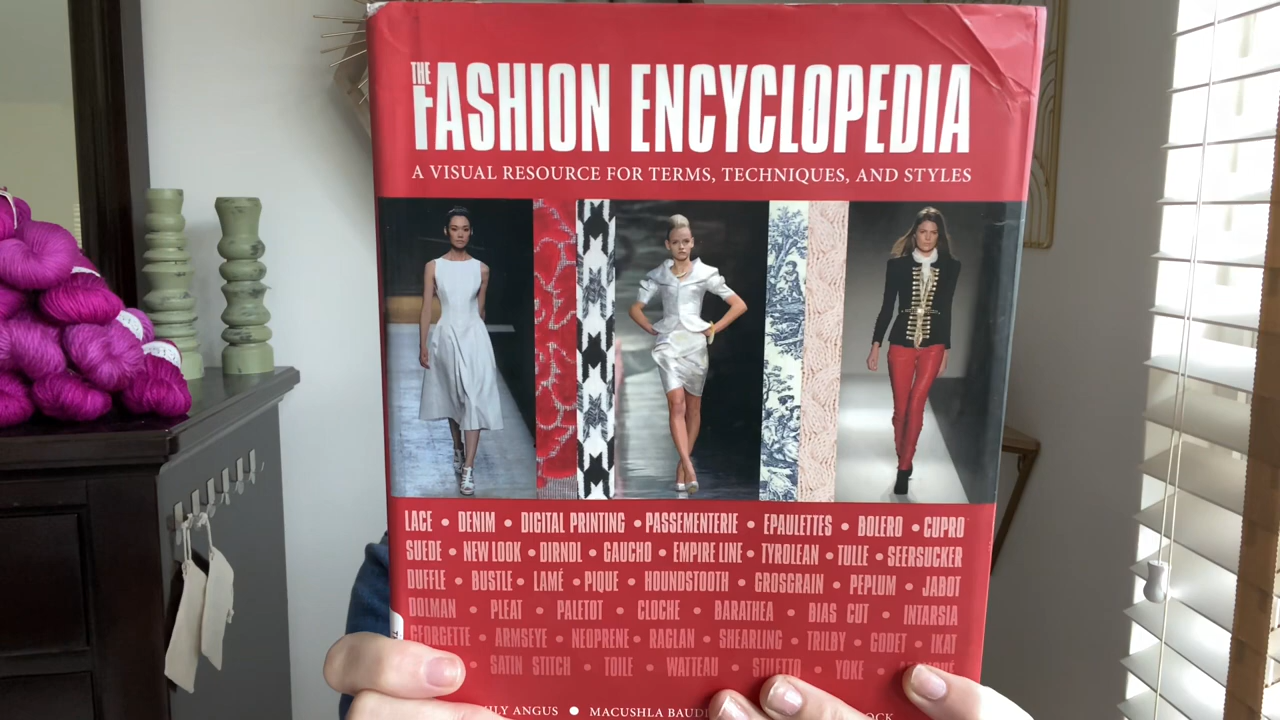 THE
FASHION ENCYCLOPEDIA
A VISUAL RESOURCE FOR TERMS, TECHNIQUES, AND STYLES
LACE • DENIM • DIGITAL PRINTING • PASSEMENTERIE • EPAULETTES • BOLERO • CUPRO
SUEDE • NEW LOOK • DIRNDL • GAUCHO • EMPIRE LINE • TYROLEAN • TULLE • SEERSUCKER
DUFFLE • BUSTLE • LAMÉ • PIQUE • HOUNDSTOOTH • GROSGRAIN • PEPLUM • JABOT
DOLMAN • PLEAT • PALETOT • CLOCHE • BARATHEA • BIAS CUT • INTARSIA
GEORGETTE • ARMSEYE • NEOPRENE • RAGLAN • SHEARLING • TRILBY • GODET • IKAT
• SATIN STITCH • TOILE • WATTEAU • STILETTO • YOKE •
ANGUS • MACUSHLA